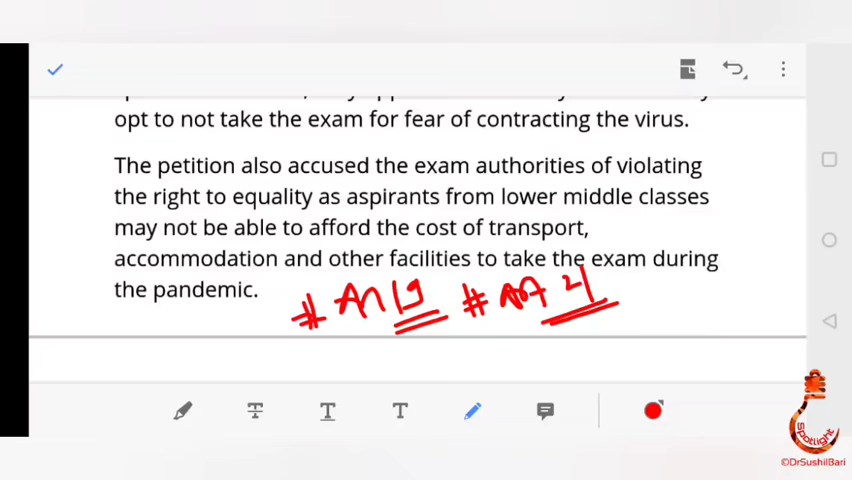 opt to not take the exam for fear of contracting the virus.
The petition also accused the exam authorities of violating
the right to equality as aspirants from lower middle classes
may not be able to afford the cost of transport,
accommodation and other facilities to take the exam during
the pandemic.
# Art 19 # Art 21
T T T
Spotlight
©DrSushilBari